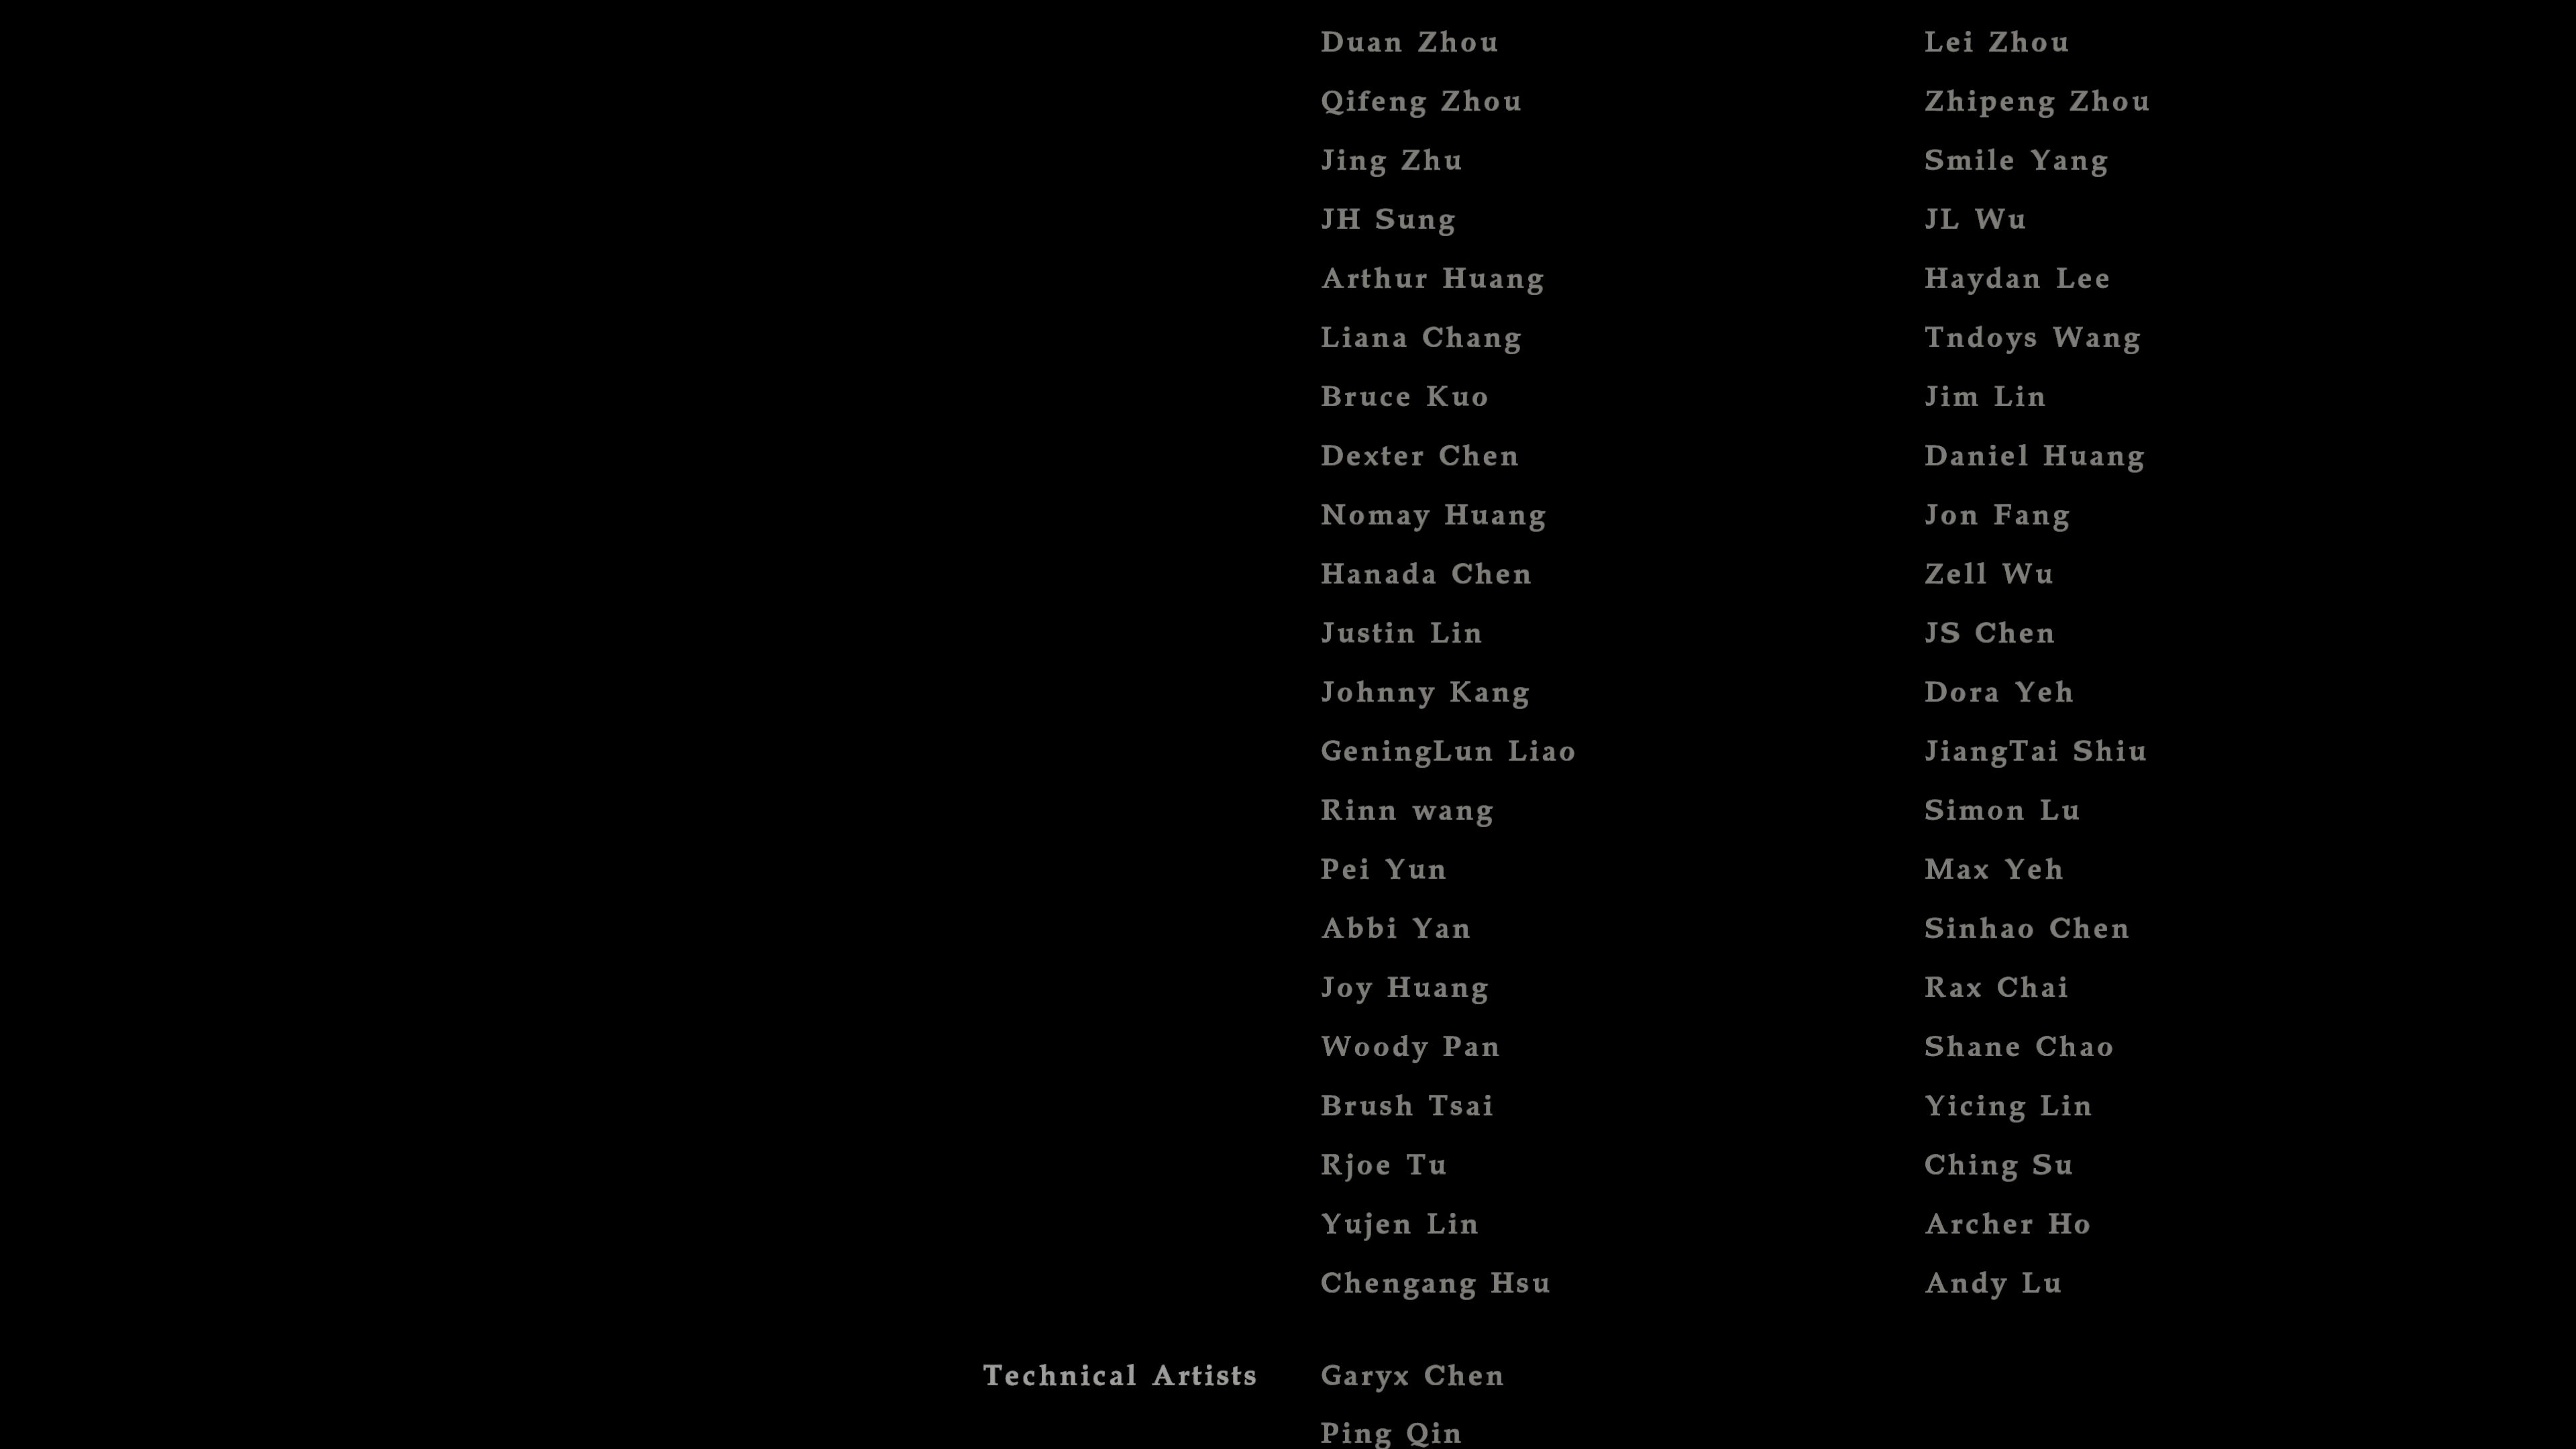 Duan Zhou Lei Zhou
Qifeng Zhou Zhipeng Zhou
Jing Zhu Smile Yang
JH Sung JL Wu
Arthur Huang Haydan Lee
Liana Chang Tndoys Wang
Bruce Kuo Jim Lin
Dexter Chen Daniel Huang
Nomay Huang Jon Fang
Hanada Chen Zell Wu
Justin Lin JS Chen
Johnny Kang Dora Yeh
GeningLun Liao JiangTai Shiu
Rinn wang Simon Lu
Pei Yun Max Yeh
Abbi Yan Sinhao Chen
Joy Huang Rax Chai
Woody Pan Shane Chao
Brush Tsai Yicing Lin
Rjoe Tu Ching Su
Yujen Lin Archer Ho
Chengang Hsu Andy Lu
Technical Artists Garyx Chen
Ping Qin